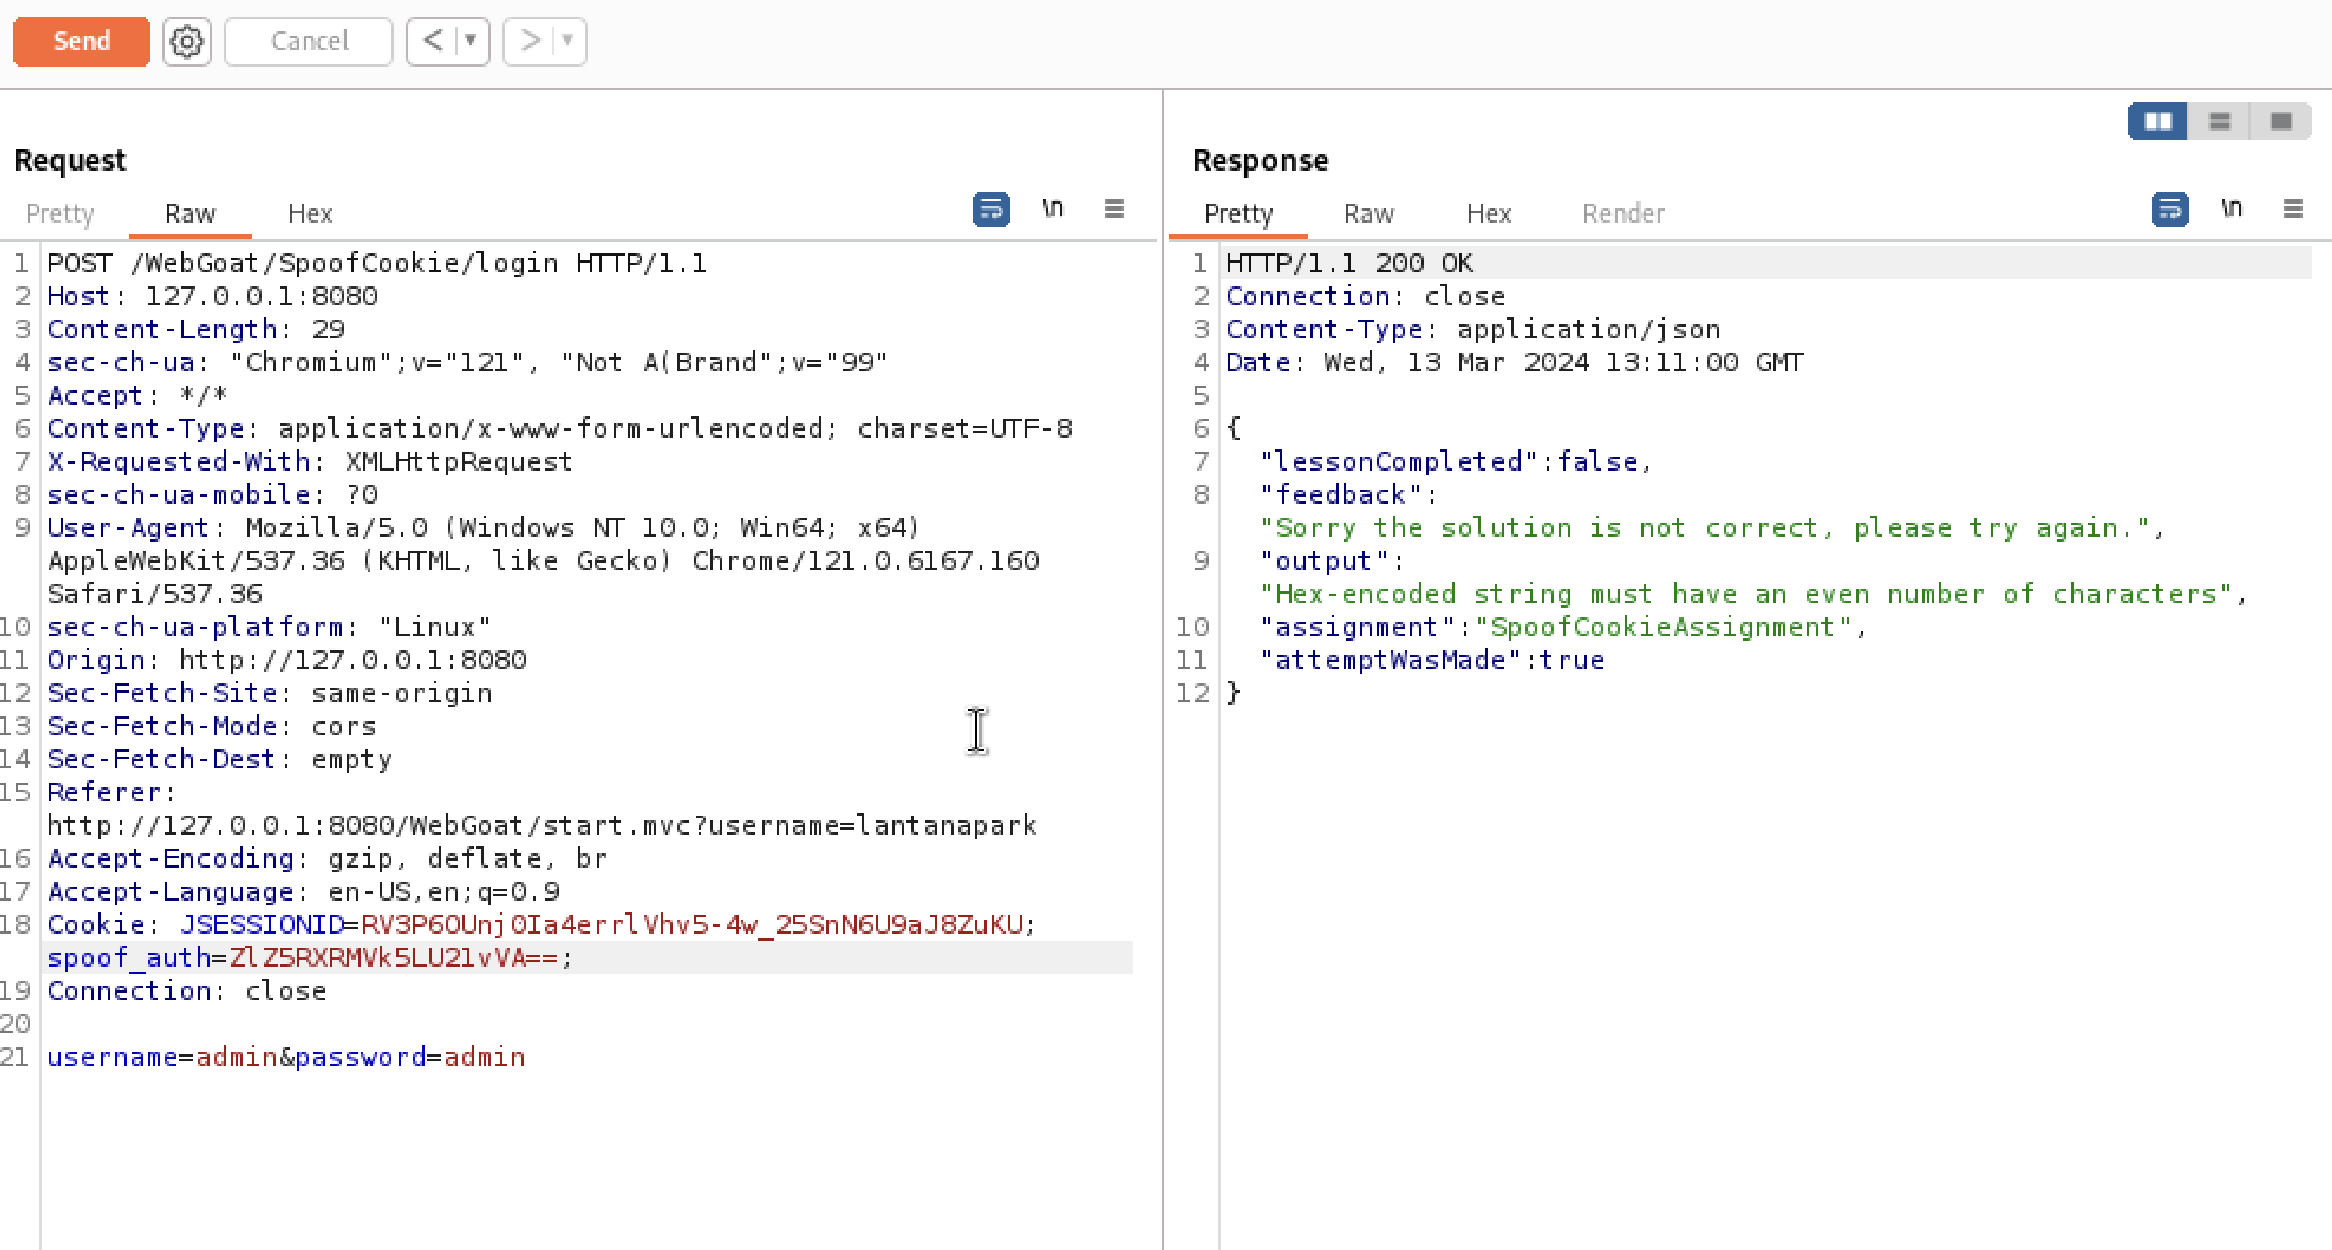 Send
Cancel
< ▼
> ▼
Request
Pretty Raw Hex
\n
1 POST /WebGoat/SpoofCookie/login HTTP/1.1
2 Host: 127.0.0.1:8080
3 Content-Length: 29
4 sec-ch-ua: "Chromium";v="121", "Not A(Brand";v="99"
5 Accept: */*
6 Content-Type: application/x-www-form-urlencoded; charset=UTF-8
7 X-Requested-With: XMLHttpRequest
8 sec-ch-ua-mobile: ?0
9 User-Agent: Mozilla/5.0 (Windows NT 10.0; Win64; x64)
AppleWebKit/537.36 (KHTML, like Gecko) Chrome/121.0.6167.160
Safari/537.36
10 sec-ch-ua-platform: "Linux"
11 Origin: http://127.0.0.1:8080
12 Sec-Fetch-Site: same-origin
13 Sec-Fetch-Mode: cors
14 Sec-Fetch-Dest: empty
15 Referer:
http://127.0.0.1:8080/WebGoat/start.mvc?username=lantanapark
16 Accept-Encoding: gzip, deflate, br
17 Accept-Language: en-US,en;q=0.9
18 Cookie: JSESSIONID=RV3P6OUnj0Ia4errlVhv5-4w_25SnN6U9aJ8ZuKU;
spoof_auth=ZlZ5RXRMVk5LU21vVA==;
19 Connection: close
20
21 username=admin&password=admin
Response
Pretty Raw Hex Render
\n
1 HTTP/1.1 200 OK
2 Connection: close
3 Content-Type: application/json
4 Date: Wed, 13 Mar 2024 13:11:00 GMT
5
6 {
7 "lessonCompleted":false,
8 "feedback":
"Sorry the solution is not correct, please try again.",
9 "output":
"Hex-encoded string must have an even number of characters",
10 "assignment":"SpoofCookieAssignment",
11 "attemptWasMade":true
12 }